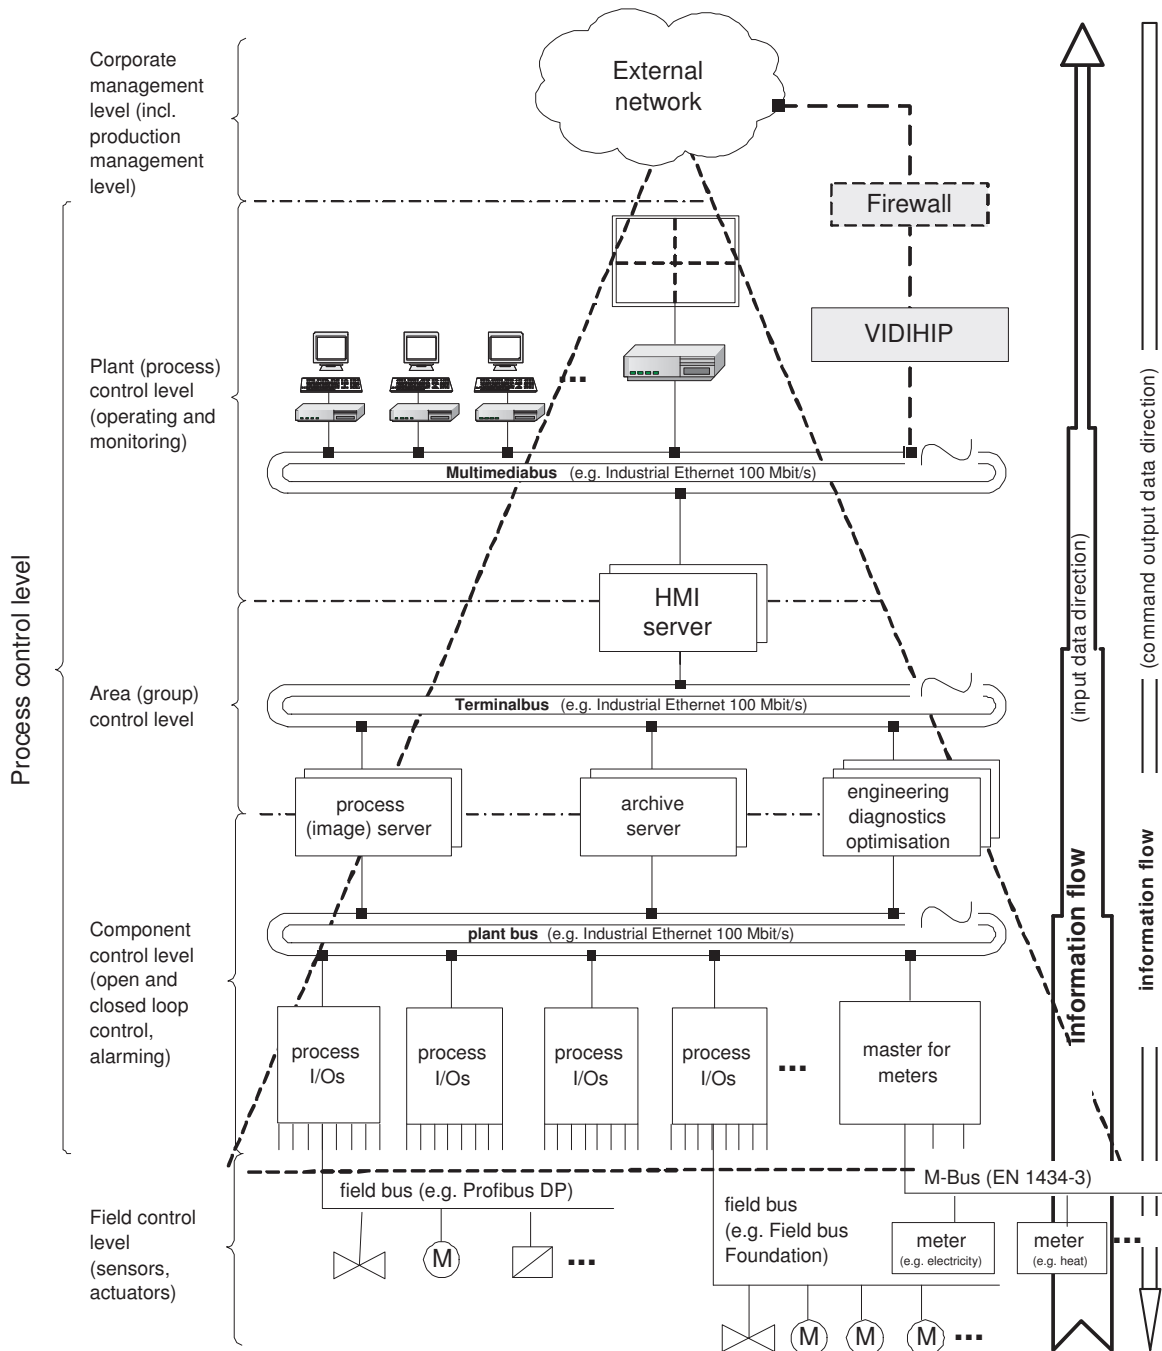 Corporate
management
level (incl.
production
management
level)
External
network
Firewall
VIDIHIP
Plant (process)
control level
(operating and
monitoring)
...
Multimediabus (e.g. Industrial Ethernet 100 Mbit/s)
Process control level
HMI
server
Area (group)
control level
Terminalbus (e.g. Industrial Ethernet 100 Mbit/s)
process
(image) server
archive
server
engineering
diagnostics
optimisation
Component
control level
(open and
closed loop
control,
alarming)
plant bus (e.g. Industrial Ethernet 100 Mbit/s)
process
I/Os
process
I/Os
process
I/Os
process
I/Os
...
master for
meters
Field control
level
(sensors,
actuators)
field bus (e.g. Profibus DP)
M
...
field bus
(e.g. Field bus
Foundation)
M-Bus (EN 1434-3)
meter
(e.g. electricity)
meter
(e.g. heat)
...
M
M
M
...
information flow
(input data direction)
information flow
(command output data direction)